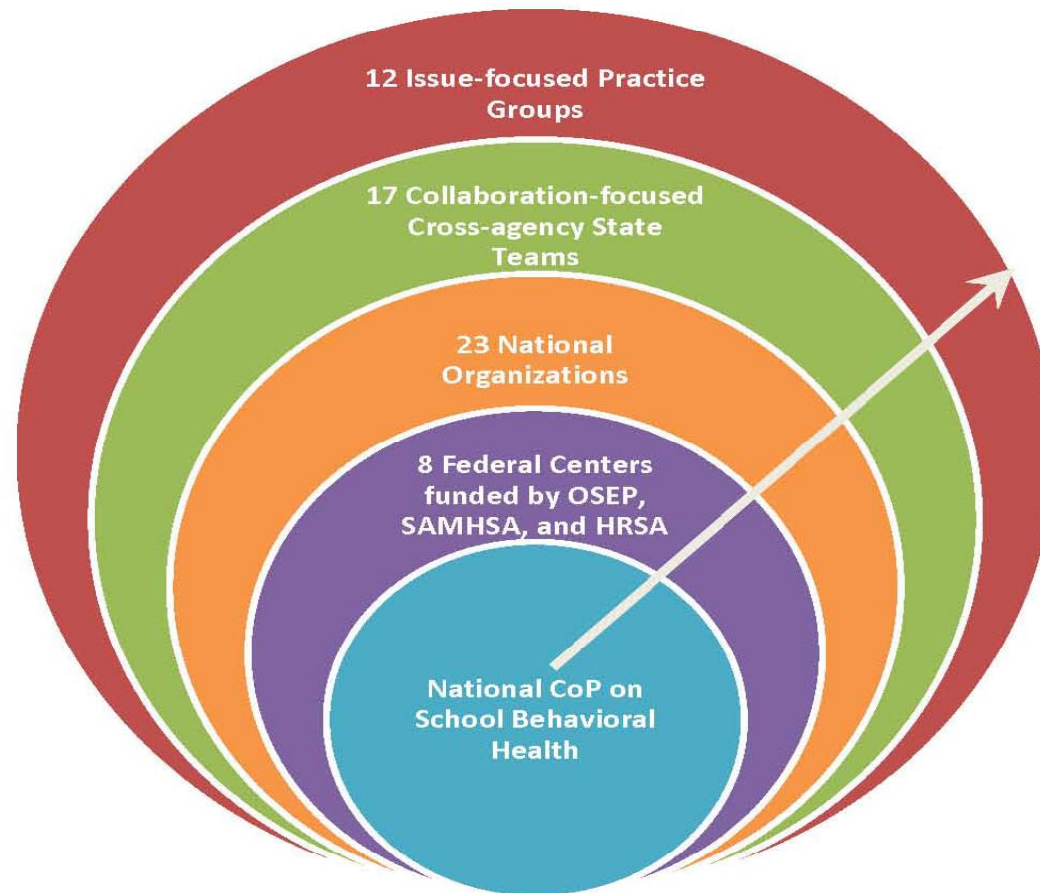 12 Issue-focused Practice
Groups
17 Collaboration-focused
Cross-agency State
Teams
23 National
Organizations
8 Federal Centers
funded by OSEP,
SAMHSA, and HRSA
National CoP on
School Behavioral
Health